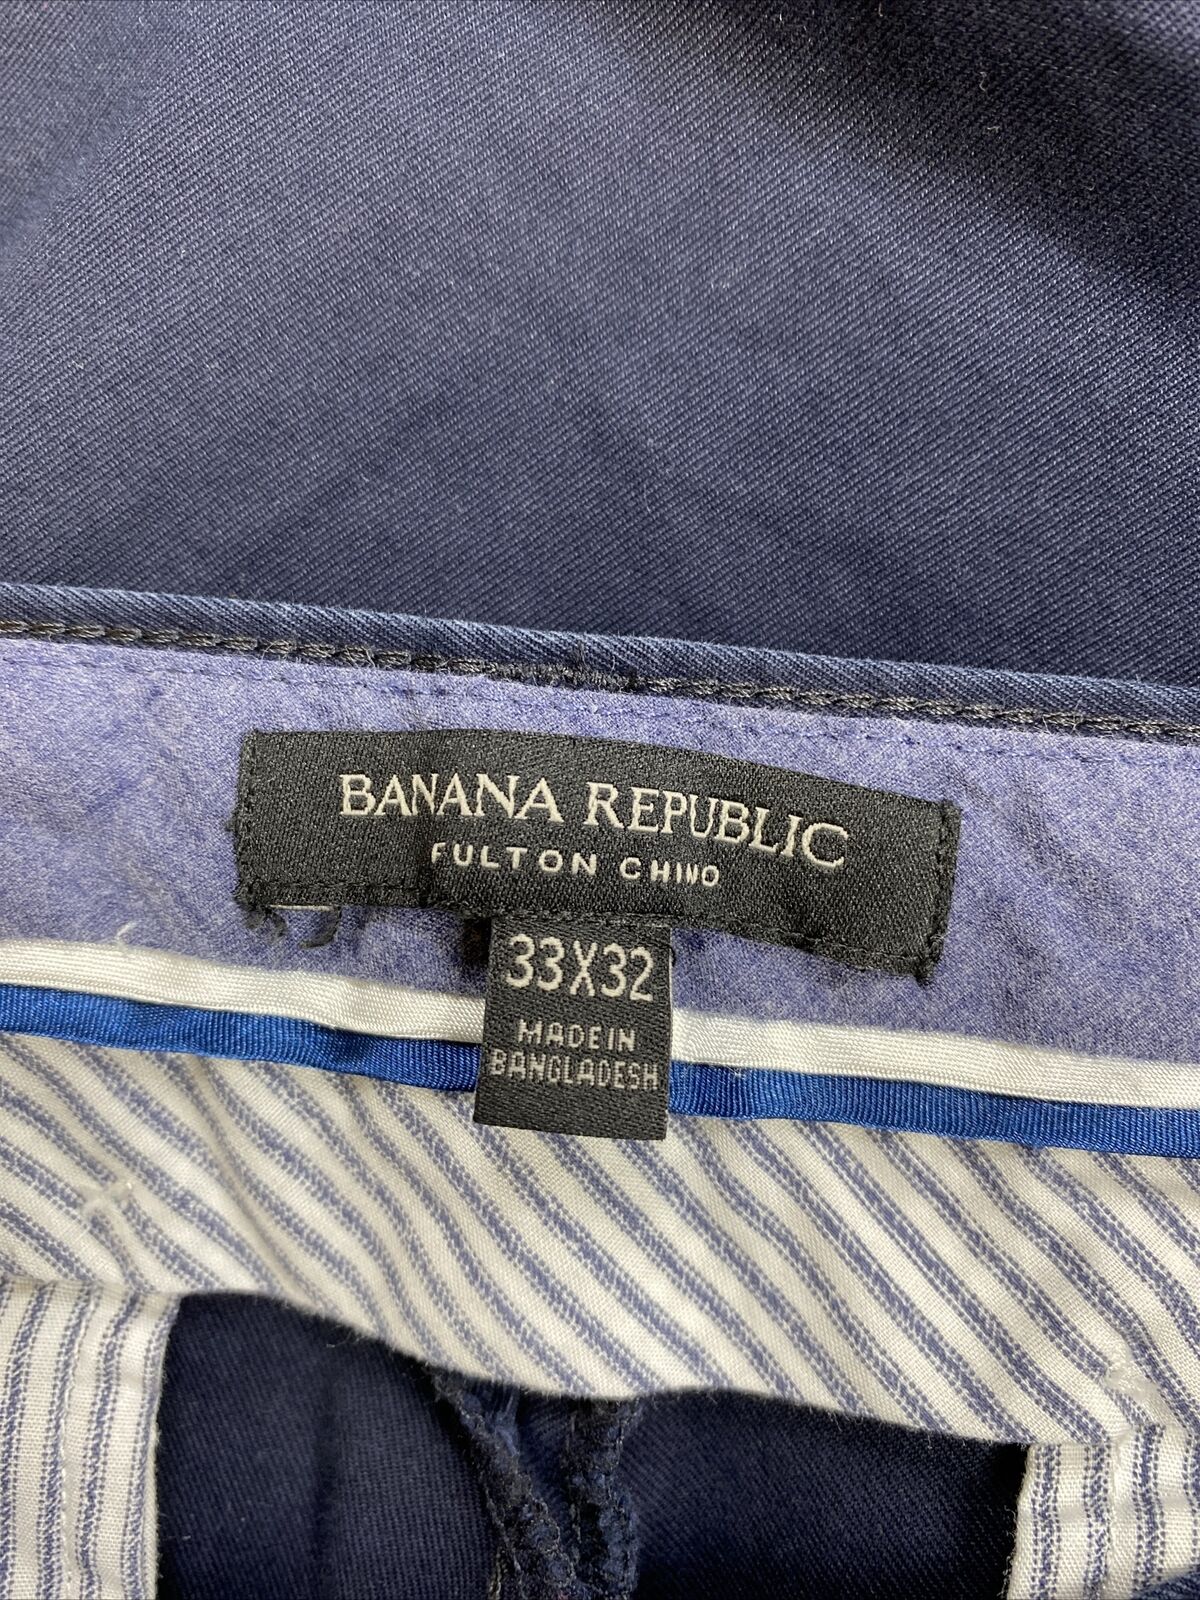 BANANA REPUBLIC
FULTON CHINO
33X32
MADE IN
BANGLADESH